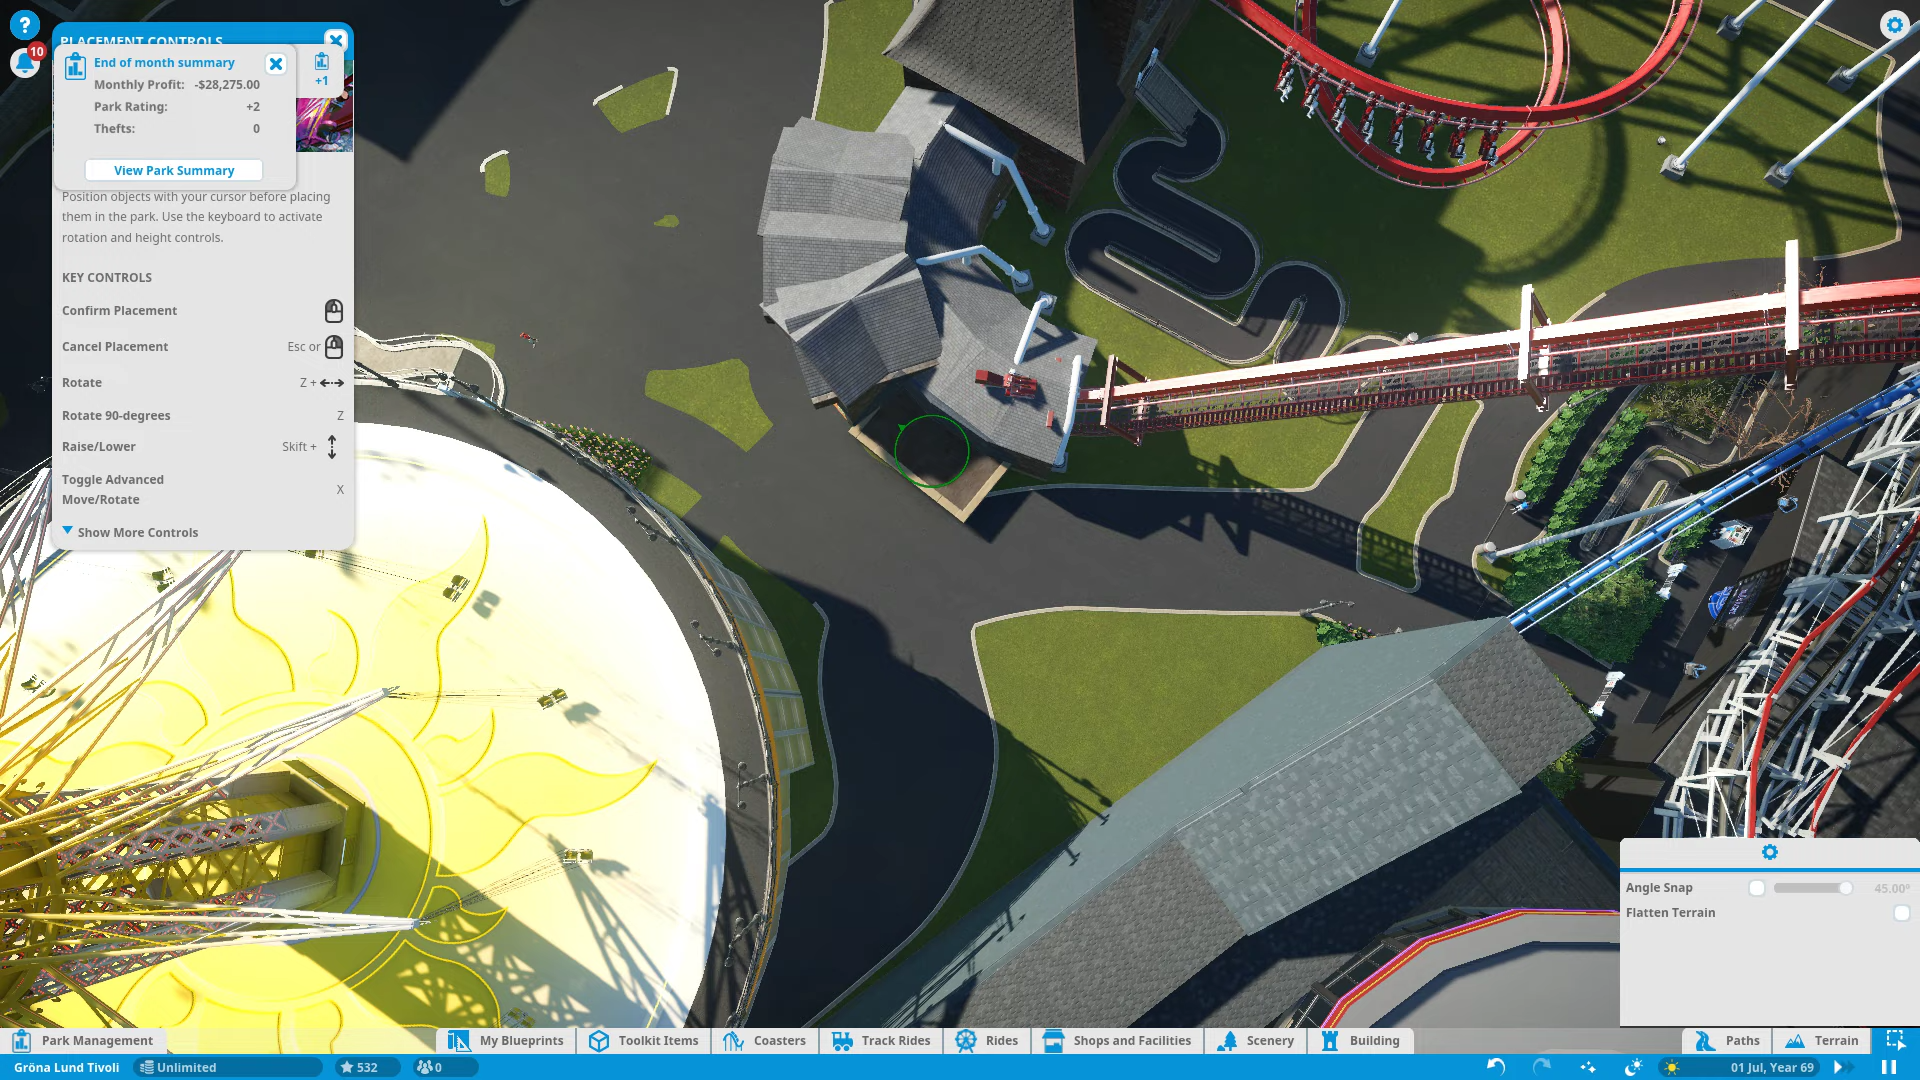 ?
10
PLACEMENT CONTROLS
End of month summary
Monthly Profit: -$28,275.00
Park Rating: +2
Thefts: 0
View Park Summary
+1
Position objects with your cursor before placing
them in the park. Use the keyboard to activate
rotation and height controls.
KEY CONTROLS
Confirm Placement
Cancel Placement Esc or
Rotate Z +
Rotate 90-degrees Z
Raise/Lower Skift +
Toggle Advanced
Move/Rotate X
Show More Controls
Angle Snap 45.00°
Flatten Terrain
Park Management
My Blueprints
Toolkit Items
Coasters
Track Rides
Rides
Shops and Facilities
Scenery
Building
Paths
Terrain
Gröna Lund Tivoli
Unlimited
532
0
01 Jul, Year 69